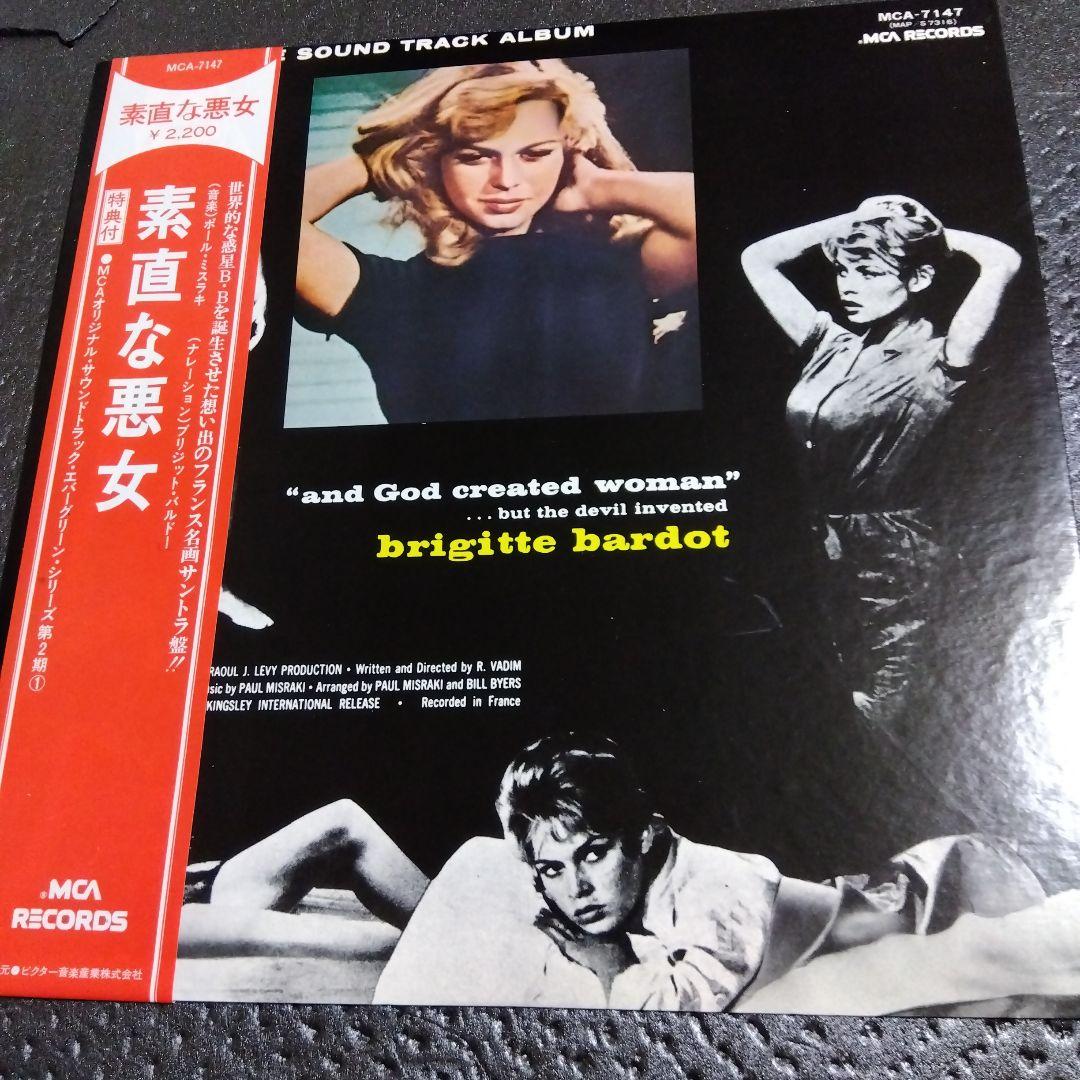 MCA-7147
(MAP/S 7316)
MCA RECORDS
SOUND TRACK ALBUM
MCA-7147
素直な悪女
¥2,200
世界的な惑星B・Bを誕生させた想い出のフランス名画サントラ盤!!
(音楽)ポール・ミスラキ (ナレーション)ブリジット・バルドー
素直な悪女
特典付
●MCAオリジナル・サウンドトラック・エバーグリーン・シリーズ 第2期①
MCA
RECORDS
元●ビクター音楽産業株式会社
"and God created woman"
...but the devil invented
brigitte bardot
RAOUL J. LEVY PRODUCTION • Written and Directed by R. VADIM
sic by PAUL MISRAKI • Arranged by PAUL MISRAKI and BILL BYERS
KINGSLEY INTERNATIONAL RELEASE • Recorded in France